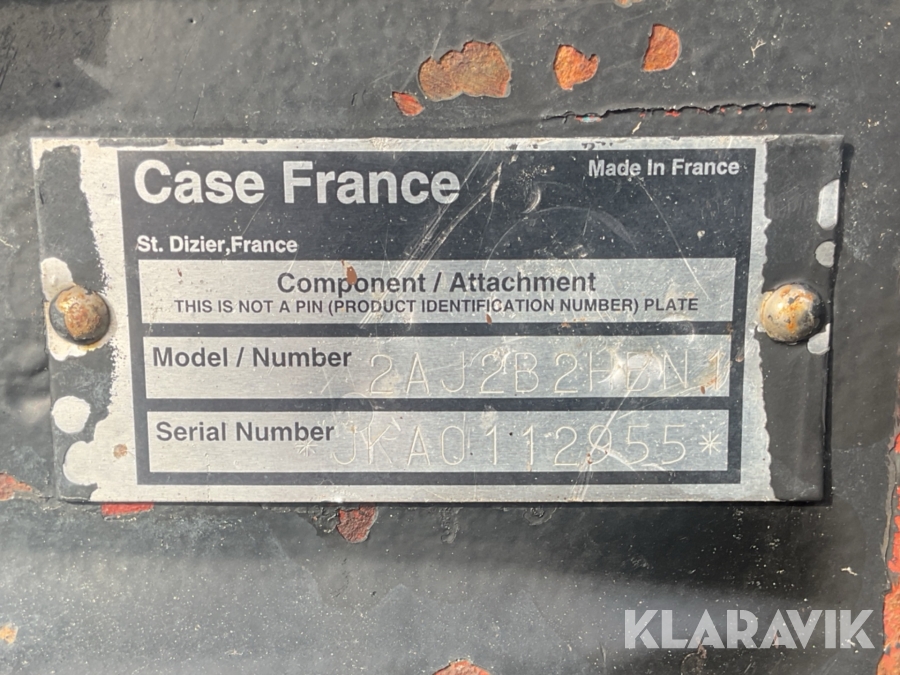 Case France
Made In France
St. Dizier,France
Component / Attachment
THIS IS NOT A PIN (PRODUCT IDENTIFICATION NUMBER) PLATE
Model / Number
Serial Number
KLARAVIK